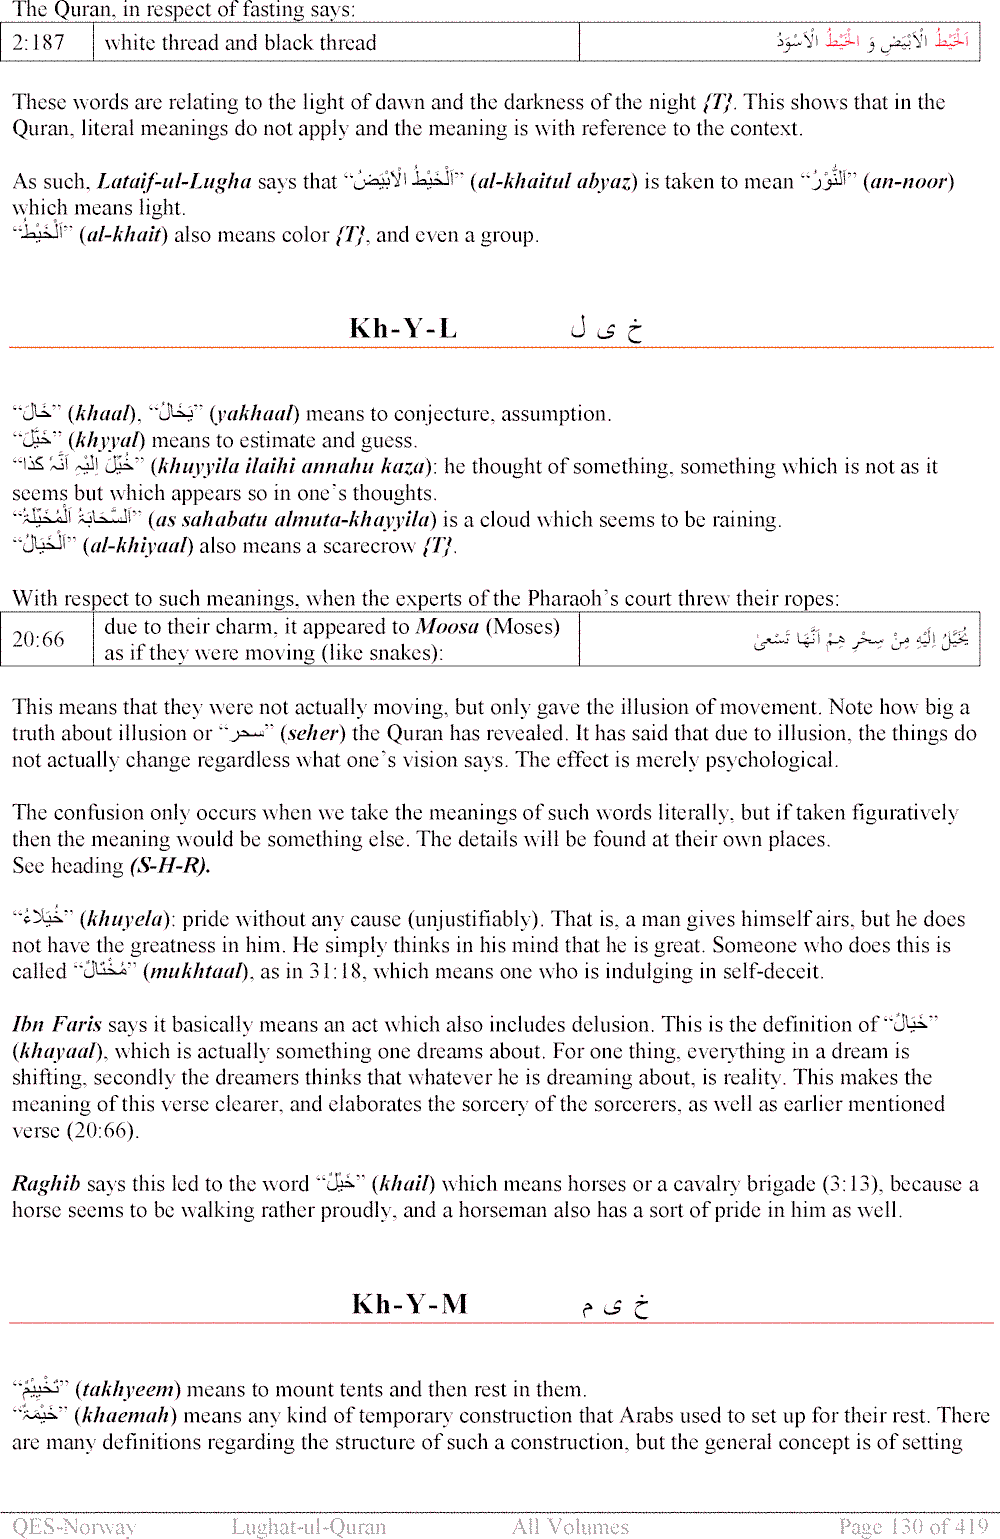 The Quran, in respect of fasting says:
2:187 white thread and black thread اَلْخَيْطُ الْاَبْيَضِ وَ الْخَيْطُ الْاَسْوَدُ
These words are relating to the light of dawn and the darkness of the night {T}. This shows that in the
Quran, literal meanings do not apply and the meaning is with reference to the context.
As such, Lataif-ul-Lugha says that “اَلْخَيْطُ الْاَبْيَضُ” (al-khaitul abyaz) is taken to mean “اَلنُّوْرُ” (an-noor)
which means light.
“اَلْخَيْطُ” (al-khait) also means color {T}, and even a group.
Kh-Y-L خ ى ل
“خَالَ” (khaal), “يَخَالُ” (yakhaal) means to conjecture, assumption.
“خَيَّلَ” (khyyal) means to estimate and guess.
“خُيِّلَ اِلَيْہِ اَنَّہُ کَذَا” (khuyyila ilaihi annahu kaza): he thought of something, something which is not as it
seems but which appears so in one’s thoughts.
“اَلسَّحَابَۃُ الْمُخَيِّلَۃُ” (as sahabatu almuta-khayyila) is a cloud which seems to be raining.
“اَلْخَيَالُ” (al-khiyaal) also means a scarecrow {T}.
With respect to such meanings, when the experts of the Pharaoh’s court threw their ropes:
20:66 due to their charm, it appeared to Moosa (Moses) يُخَيَّلُ اِلَيْهِ مِنْ سِحْرِ هِمْ اَنَّهَا تَسْعىٰ
as if they were moving (like snakes):
This means that they were not actually moving, but only gave the illusion of movement. Note how big a
truth about illusion or “سحر” (seher) the Quran has revealed. It has said that due to illusion, the things do
not actually change regardless what one’s vision says. The effect is merely psychological.
The confusion only occurs when we take the meanings of such words literally, but if taken figuratively
then the meaning would be something else. The details will be found at their own places.
See heading (S-H-R).
“خُيَلَاءُ” (khuyela): pride without any cause (unjustifiably). That is, a man gives himself airs, but he does
not have the greatness in him. He simply thinks in his mind that he is great. Someone who does this is
called “مُخْتَالٌ” (mukhtaal), as in 31:18, which means one who is indulging in self-deceit.
Ibn Faris says it basically means an act which also includes delusion. This is the definition of “خَيَالٌ”
(khayaal), which is actually something one dreams about. For one thing, everything in a dream is
shifting, secondly the dreamers thinks that whatever he is dreaming about, is reality. This makes the
meaning of this verse clearer, and elaborates the sorcery of the sorcerers, as well as earlier mentioned
verse (20:66).
Raghib says this led to the word “خَيْلٌ” (khail) which means horses or a cavalry brigade (3:13), because a
horse seems to be walking rather proudly, and a horseman also has a sort of pride in him as well.
Kh-Y-M خ ى م
“تَخْيِيْمٌ” (takhyeem) means to mount tents and then rest in them.
“خَيْمَۃٌ” (khaemah) means any kind of temporary construction that Arabs used to set up for their rest. There
are many definitions regarding the structure of such a construction, but the general concept is of setting
QES-Norway Lughat-ul-Quran All Volumes Page 130 of 419